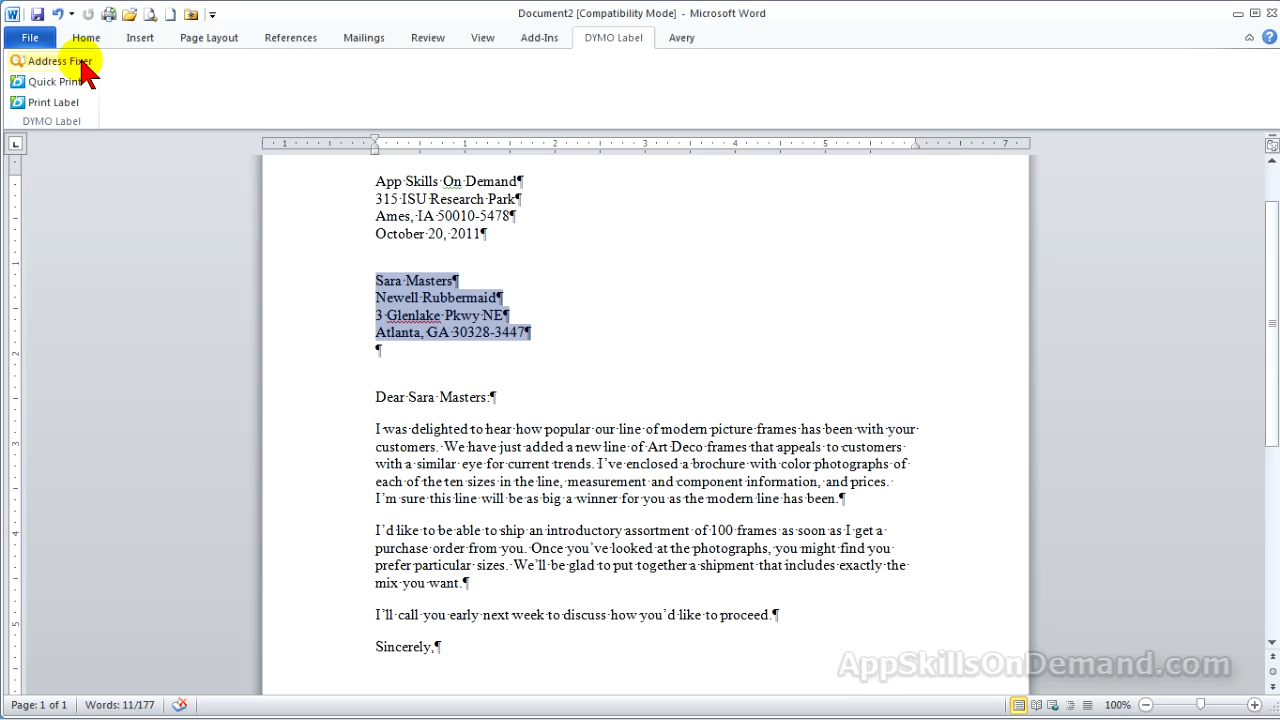 Document2 [Compatibility Mode] - Microsoft Word
File Home Insert Page Layout References Mailings Review View Add-Ins DYMO Label Avery
Address Fixer
Quick Print
Print Label
DYMO Label
1 1 2 3 4 5 7
App Skills On Demand¶
315 ISU Research Park¶
Ames, IA 50010-5478¶
October 20, 2011¶
Sara Masters¶
Newell Rubbermaid¶
3 Glenlake Pkwy NE¶
Atlanta, GA 30328-3447¶
¶
Dear Sara Masters:¶
I was delighted to hear how popular our line of modern picture frames has been with your
customers. We have just added a new line of Art Deco frames that appeals to customers
with a similar eye for current trends. I’ve enclosed a brochure with color photographs of
each of the ten sizes in the line, measurement and component information, and prices.
I’m sure this line will be as big a winner for you as the modern line has been.¶
I’d like to be able to ship an introductory assortment of 100 frames as soon as I get a
purchase order from you. Once you’ve looked at the photographs, you might find you
prefer particular sizes. We’ll be glad to put together a shipment that includes exactly the
mix you want.¶
I’ll call you early next week to discuss how you’d like to proceed.¶
Sincerely,¶
AppSkillsOnDemand.com
Page: 1 of 1 Words: 11/177 100%